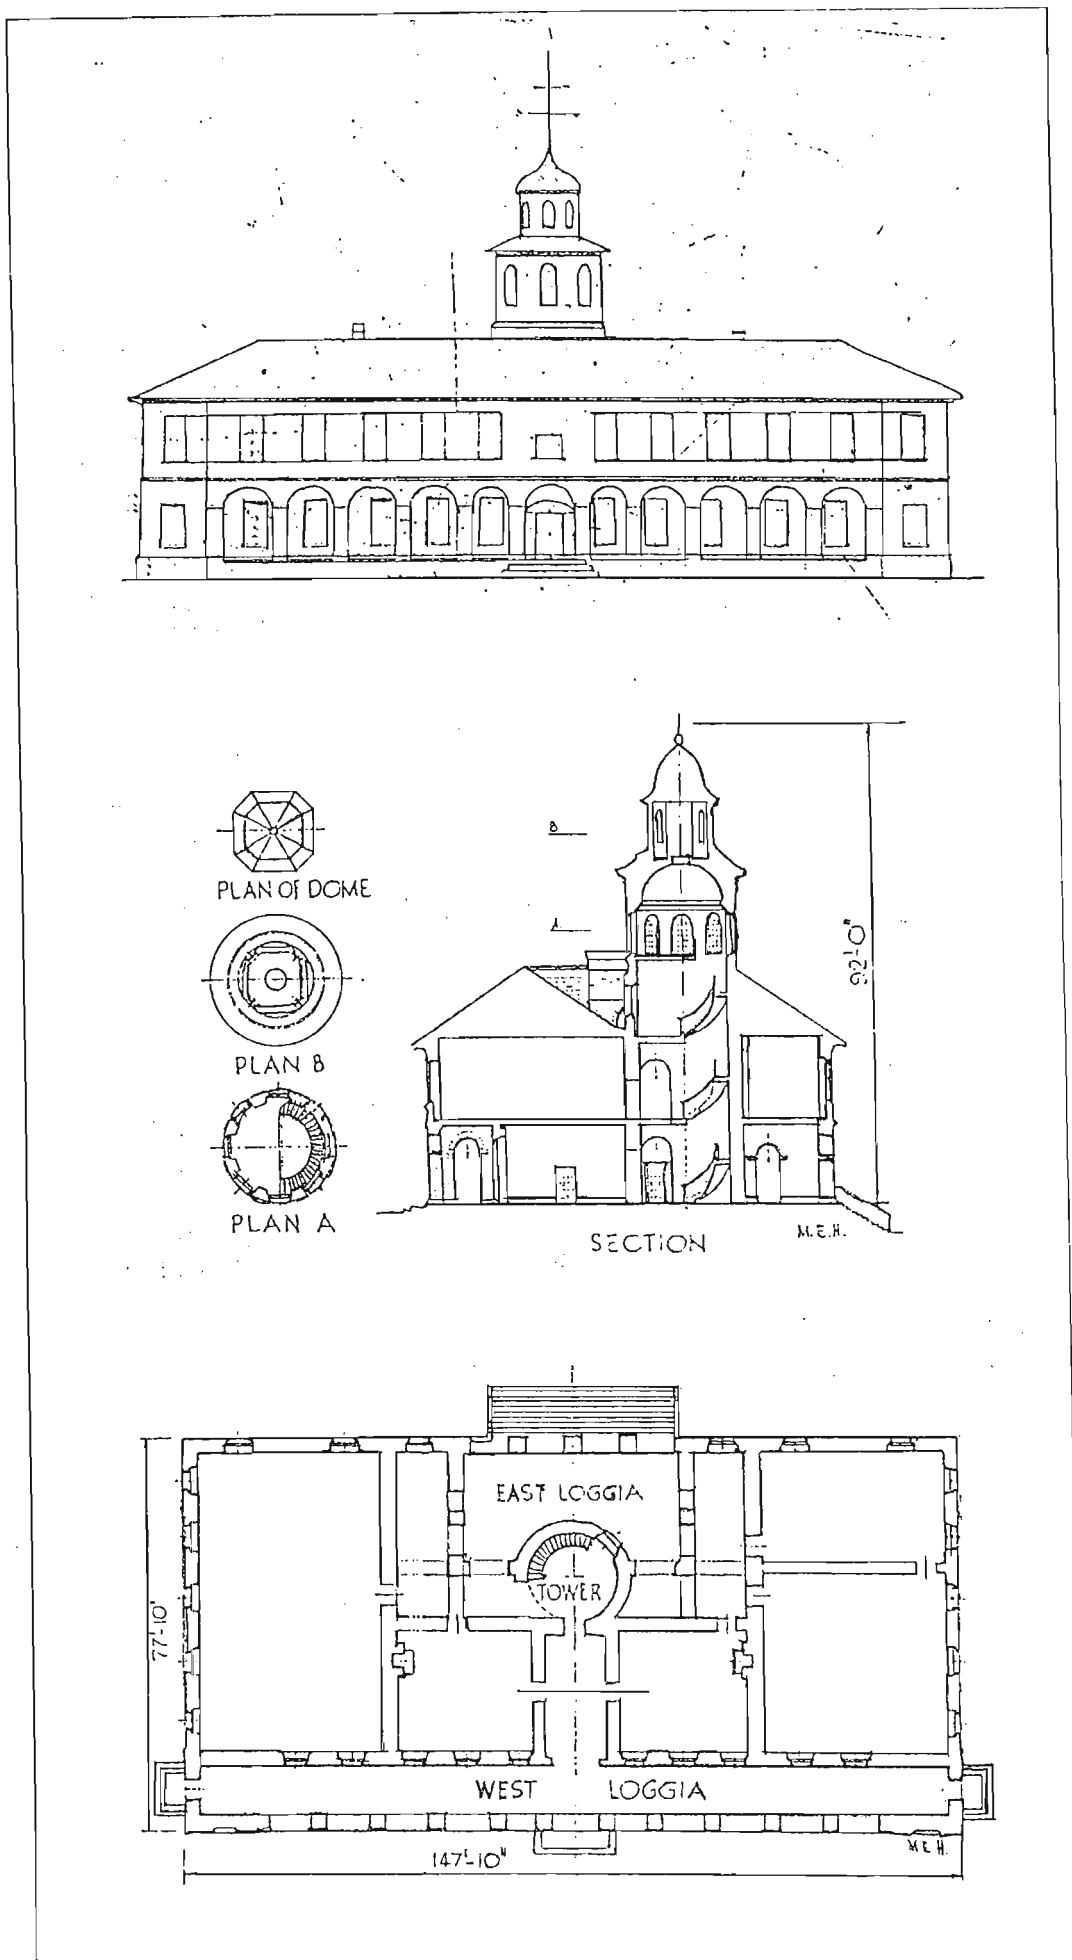 B
PLAN OF DOME
A
92'-0"
PLAN B
PLAN A
SECTION
M.E.H.
EAST LOGGIA
TOWER
77'-10"
WEST LOGGIA
M.E.H.
147'-10"